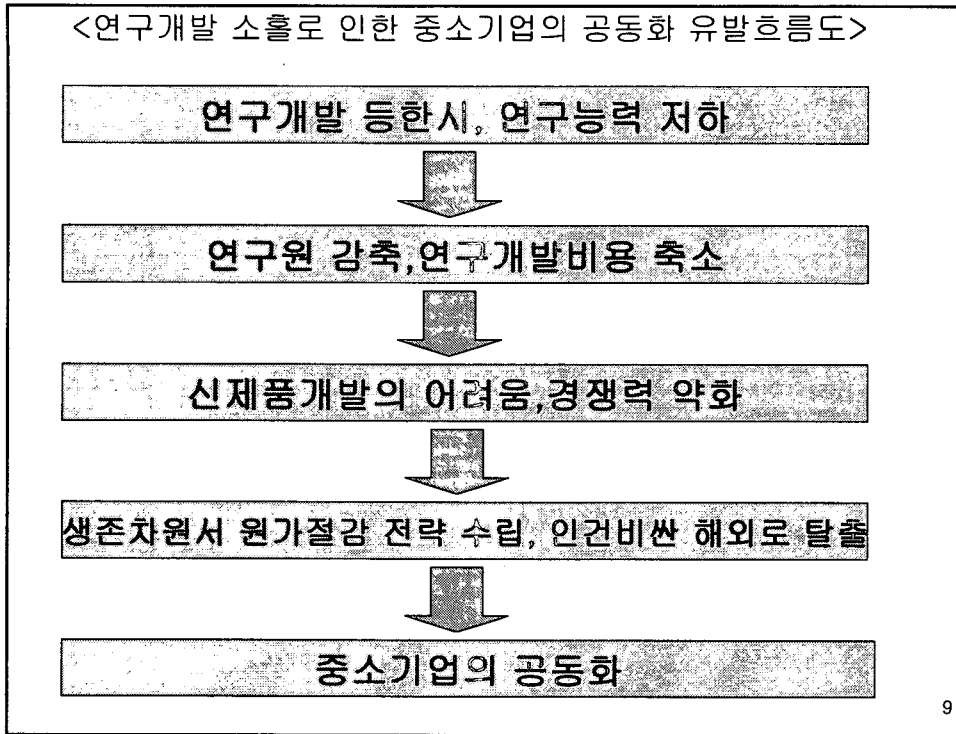 <연구개발 소홀로 인한 중소기업의 공동화 유발흐름도>
연구개발 등한시, 연구능력 저하
연구원 감축,연구개발비용 축소
신제품개발의 어려움,경쟁력 약화
생존차원서 원가절감 전략 수립, 인건비싼 해외로 탈출
중소기업의 공동화
9